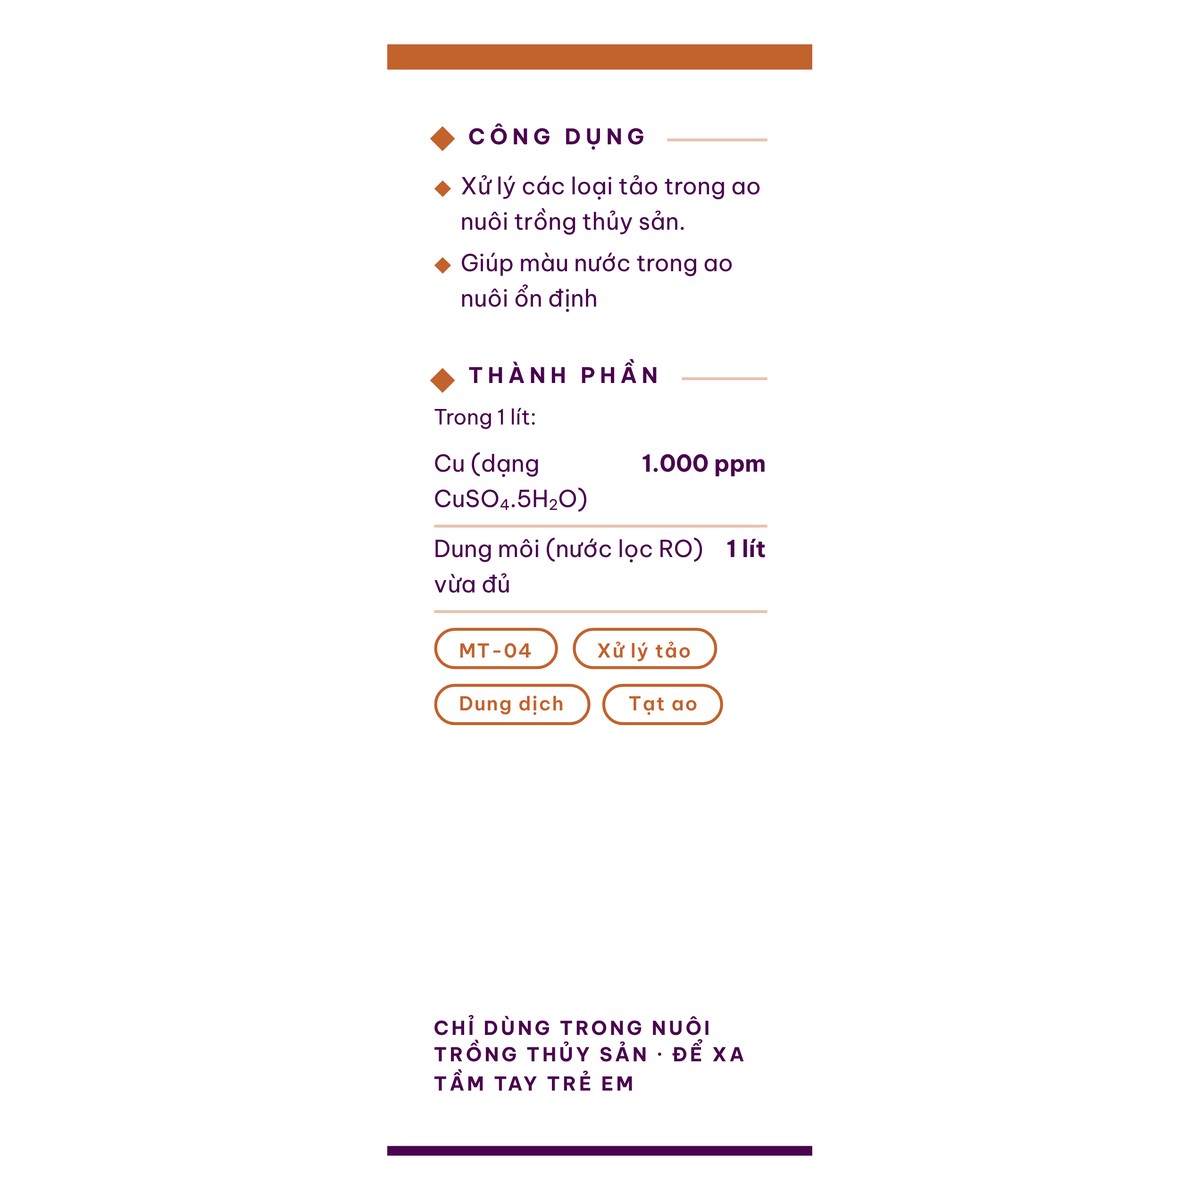 CÔNG DỤNG
Xử lý các loại tảo trong ao
nuôi trồng thủy sản.
Giúp màu nước trong ao
nuôi ổn định
THÀNH PHẦN
Trong 1 lít:
Cu (dạng 1.000 ppm
CuSO₄.5H₂O)
Dung môi (nước lọc RO) 1 lít
vừa đủ
MT-04 Xử lý tảo
Dung dịch Tạt ao
CHỈ DÙNG TRONG NUÔI
TRỒNG THỦY SẢN · ĐỂ XA
TẦM TAY TRẺ EM